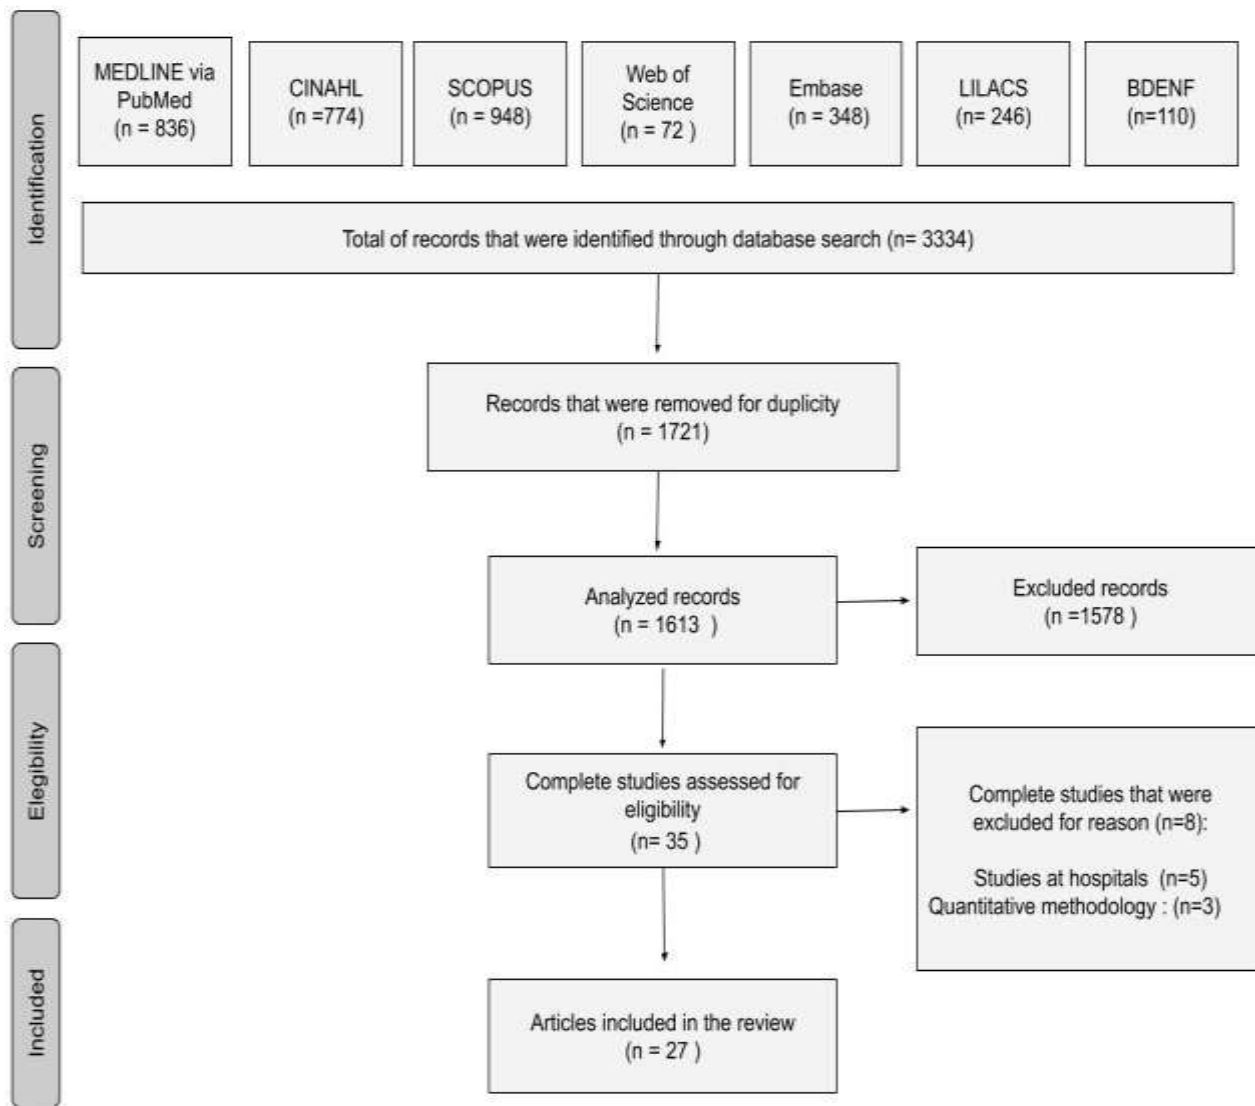 Identification
MEDLINE via
PubMed
(n = 836)
CINAHL
(n =774)
SCOPUS
(n = 948)
Web of
Science
(n = 72 )
Embase
(n = 348)
LILACS
(n= 246)
BDENF
(n=110)
Total of records that were identified through database search (n= 3334)
Screening
Records that were removed for duplicity
(n = 1721)
Analyzed records
(n = 1613 )
Excluded records
(n =1578 )
Elegibility
Complete studies assessed for
eligibility
(n= 35 )
Complete studies that were
excluded for reason (n=8):
Studies at hospitals (n=5)
Quantitative methodology : (n=3)
Included
Articles included in the review
(n = 27 )